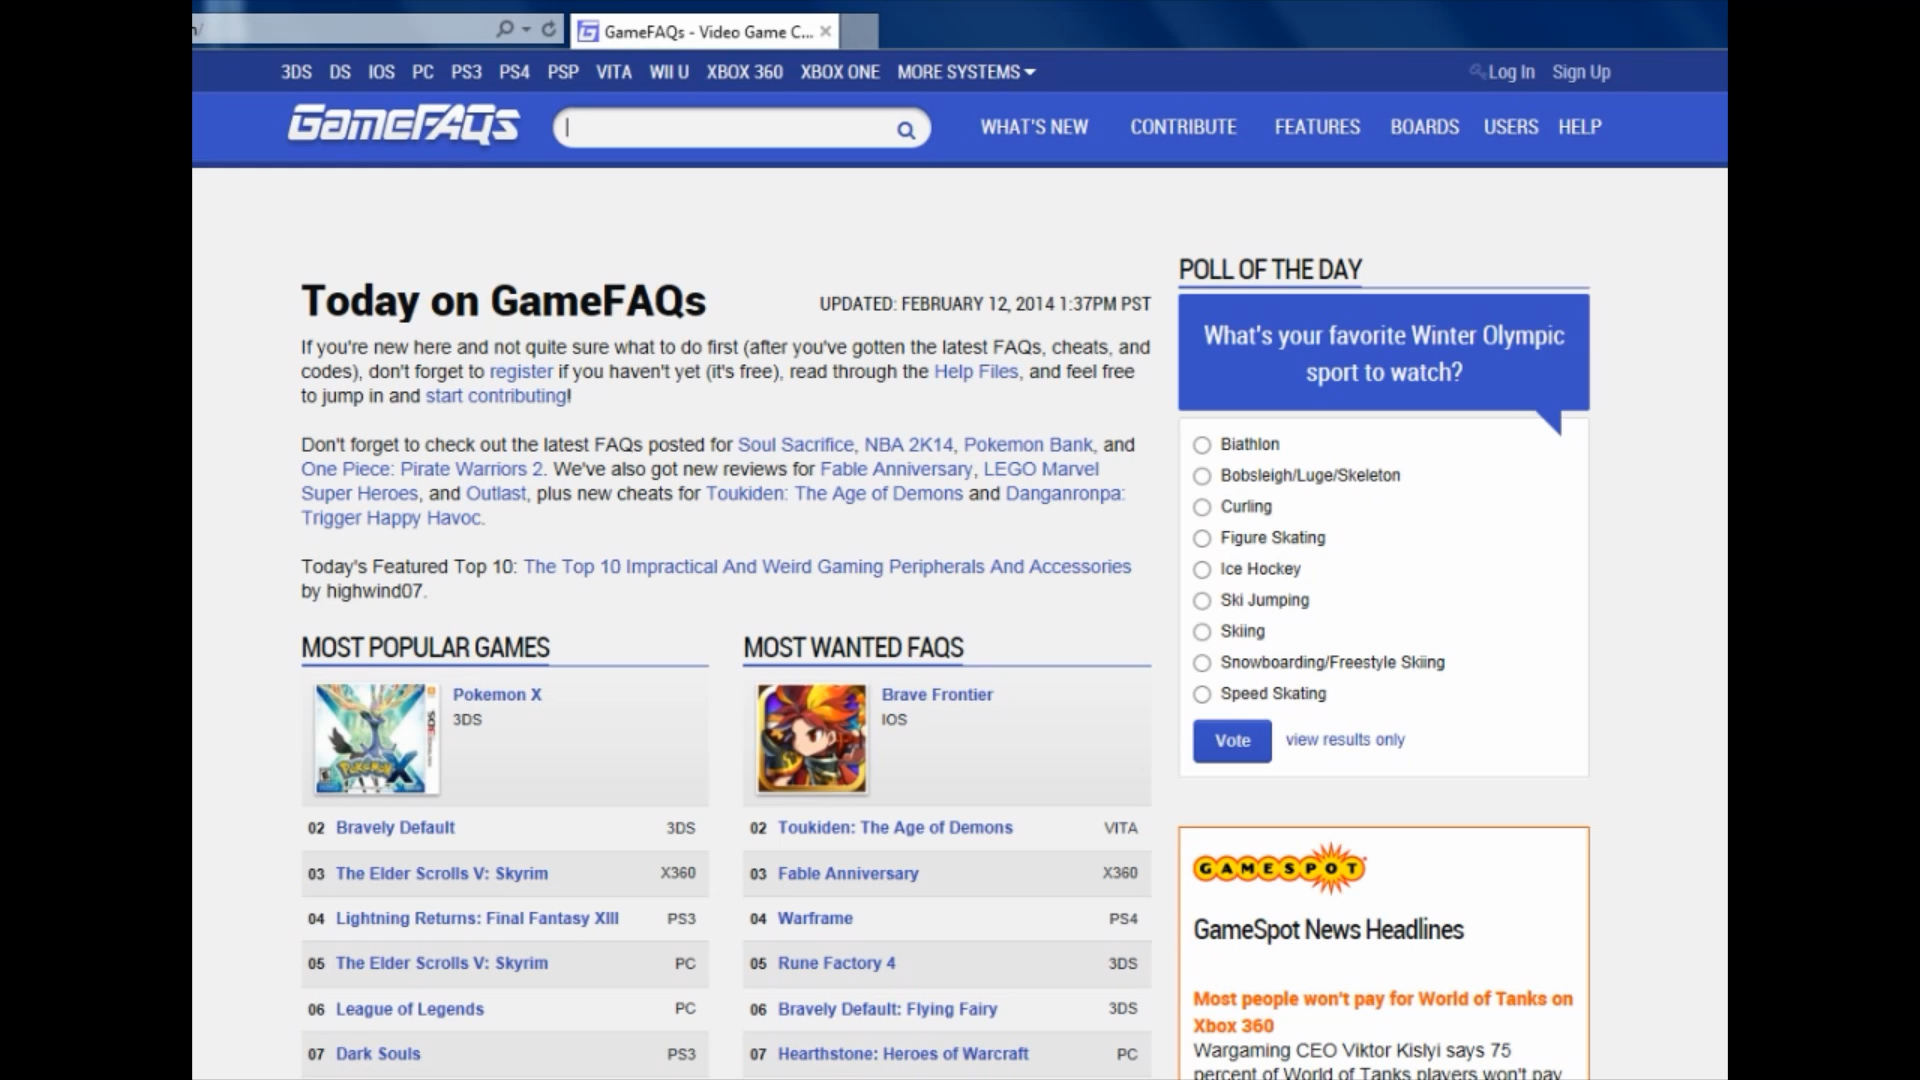 GameFAQs - Video Game C...
3DS DS IOS PC PS3 PS4 PSP VITA WII U XBOX 360 XBOX ONE MORE SYSTEMS
Log In Sign Up
GameFAQs
WHAT'S NEW CONTRIBUTE FEATURES BOARDS USERS HELP
Today on GameFAQs
UPDATED: FEBRUARY 12, 2014 1:37PM PST
If you're new here and not quite sure what to do first (after you've gotten the latest FAQs, cheats, and
codes), don't forget to register if you haven't yet (it's free), read through the Help Files, and feel free
to jump in and start contributing!
Don't forget to check out the latest FAQs posted for Soul Sacrifice, NBA 2K14, Pokemon Bank, and
One Piece: Pirate Warriors 2. We've also got new reviews for Fable Anniversary, LEGO Marvel
Super Heroes, and Outlast, plus new cheats for Toukiden: The Age of Demons and Danganronpa:
Trigger Happy Havoc.
Today's Featured Top 10: The Top 10 Impractical And Weird Gaming Peripherals And Accessories
by highwind07.
MOST POPULAR GAMES
Pokemon X
3DS
02 Bravely Default 3DS
03 The Elder Scrolls V: Skyrim X360
04 Lightning Returns: Final Fantasy XIII PS3
05 The Elder Scrolls V: Skyrim PC
06 League of Legends PC
07 Dark Souls PS3
MOST WANTED FAQS
Brave Frontier
IOS
02 Toukiden: The Age of Demons VITA
03 Fable Anniversary X360
04 Warframe PS4
05 Rune Factory 4 3DS
06 Bravely Default: Flying Fairy 3DS
07 Hearthstone: Heroes of Warcraft PC
POLL OF THE DAY
What's your favorite Winter Olympic
sport to watch?
Biathlon
Bobsleigh/Luge/Skeleton
Curling
Figure Skating
Ice Hockey
Ski Jumping
Skiing
Snowboarding/Freestyle Skiing
Speed Skating
Vote view results only
GAMESPOT
GameSpot News Headlines
Most people won't pay for World of Tanks on
Xbox 360
Wargaming CEO Viktor Kislyi says 75
percent of World of Tanks players won't pay